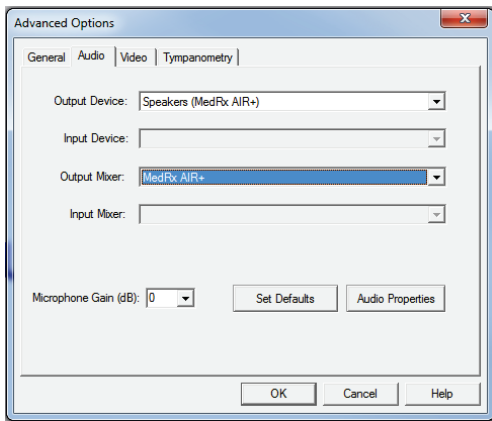 Advanced Options
General Audio Video Tympanometry
Output Device: Speakers (MedRx AIR+)
Input Device:
Output Mixer: MedRx AIR+
Input Mixer:
Microphone Gain (dB): 0 Set Defaults Audio Properties
OK Cancel Help